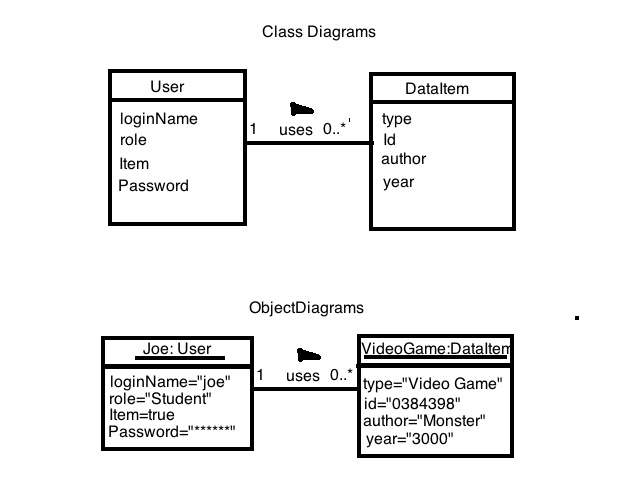 Class Diagrams
User
loginName
role
Item
Password
1 uses 0..*
DataItem
type
Id
author
year
ObjectDiagrams
Joe: User
loginName="joe"
role="Student"
Item=true
Password="******"
1 uses 0..*
VideoGame:DataItem
type="Video Game"
id="0384398"
author="Monster"
year="3000"